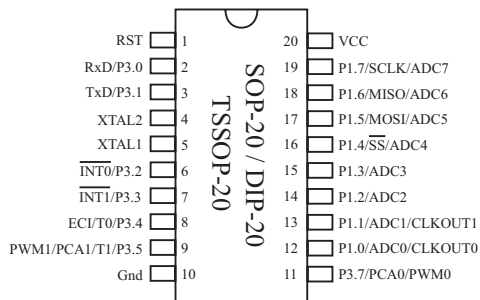 RST 1
RxD/P3.0 2
TxD/P3.1 3
XTAL2 4
XTAL1 5
INT0/P3.2 6
INT1/P3.3 7
ECI/T0/P3.4 8
PWM1/PCA1/T1/P3.5 9
Gnd 10
SOP-20 / DIP-20
TSSOP-20
20 VCC
19 P1.7/SCLK/ADC7
18 P1.6/MISO/ADC6
17 P1.5/MOSI/ADC5
16 P1.4/SS/ADC4
15 P1.3/ADC3
14 P1.2/ADC2
13 P1.1/ADC1/CLKOUT1
12 P1.0/ADC0/CLKOUT0
11 P3.7/PCA0/PWM0